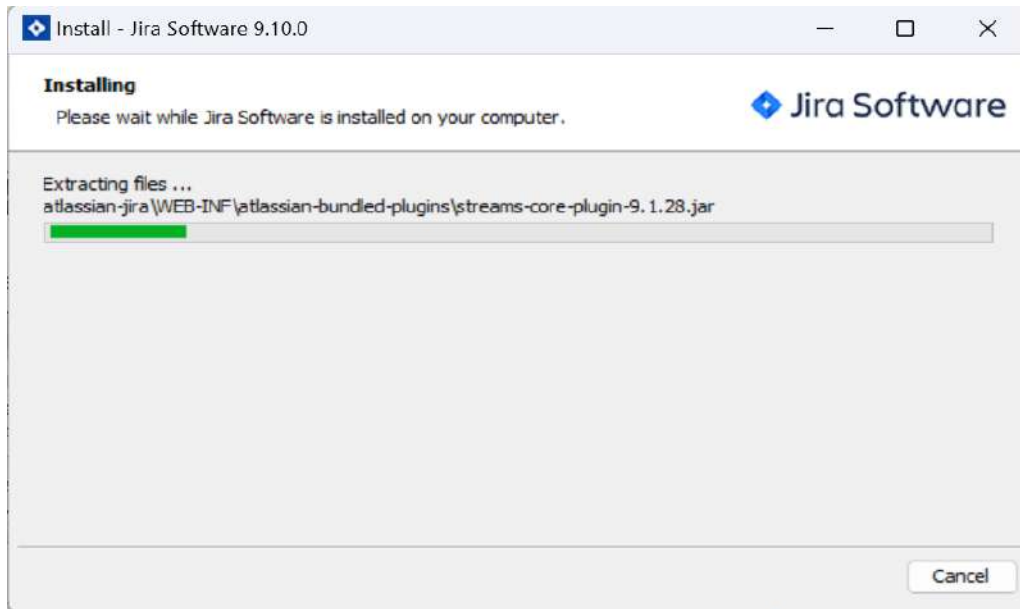 Install - Jira Software 9.10.0
Installing
Please wait while Jira Software is installed on your computer.
Jira Software
Extracting files ...
atlassian-jira\WEB-INF\atlassian-bundled-plugins\streams-core-plugin-9.1.28.jar
Cancel